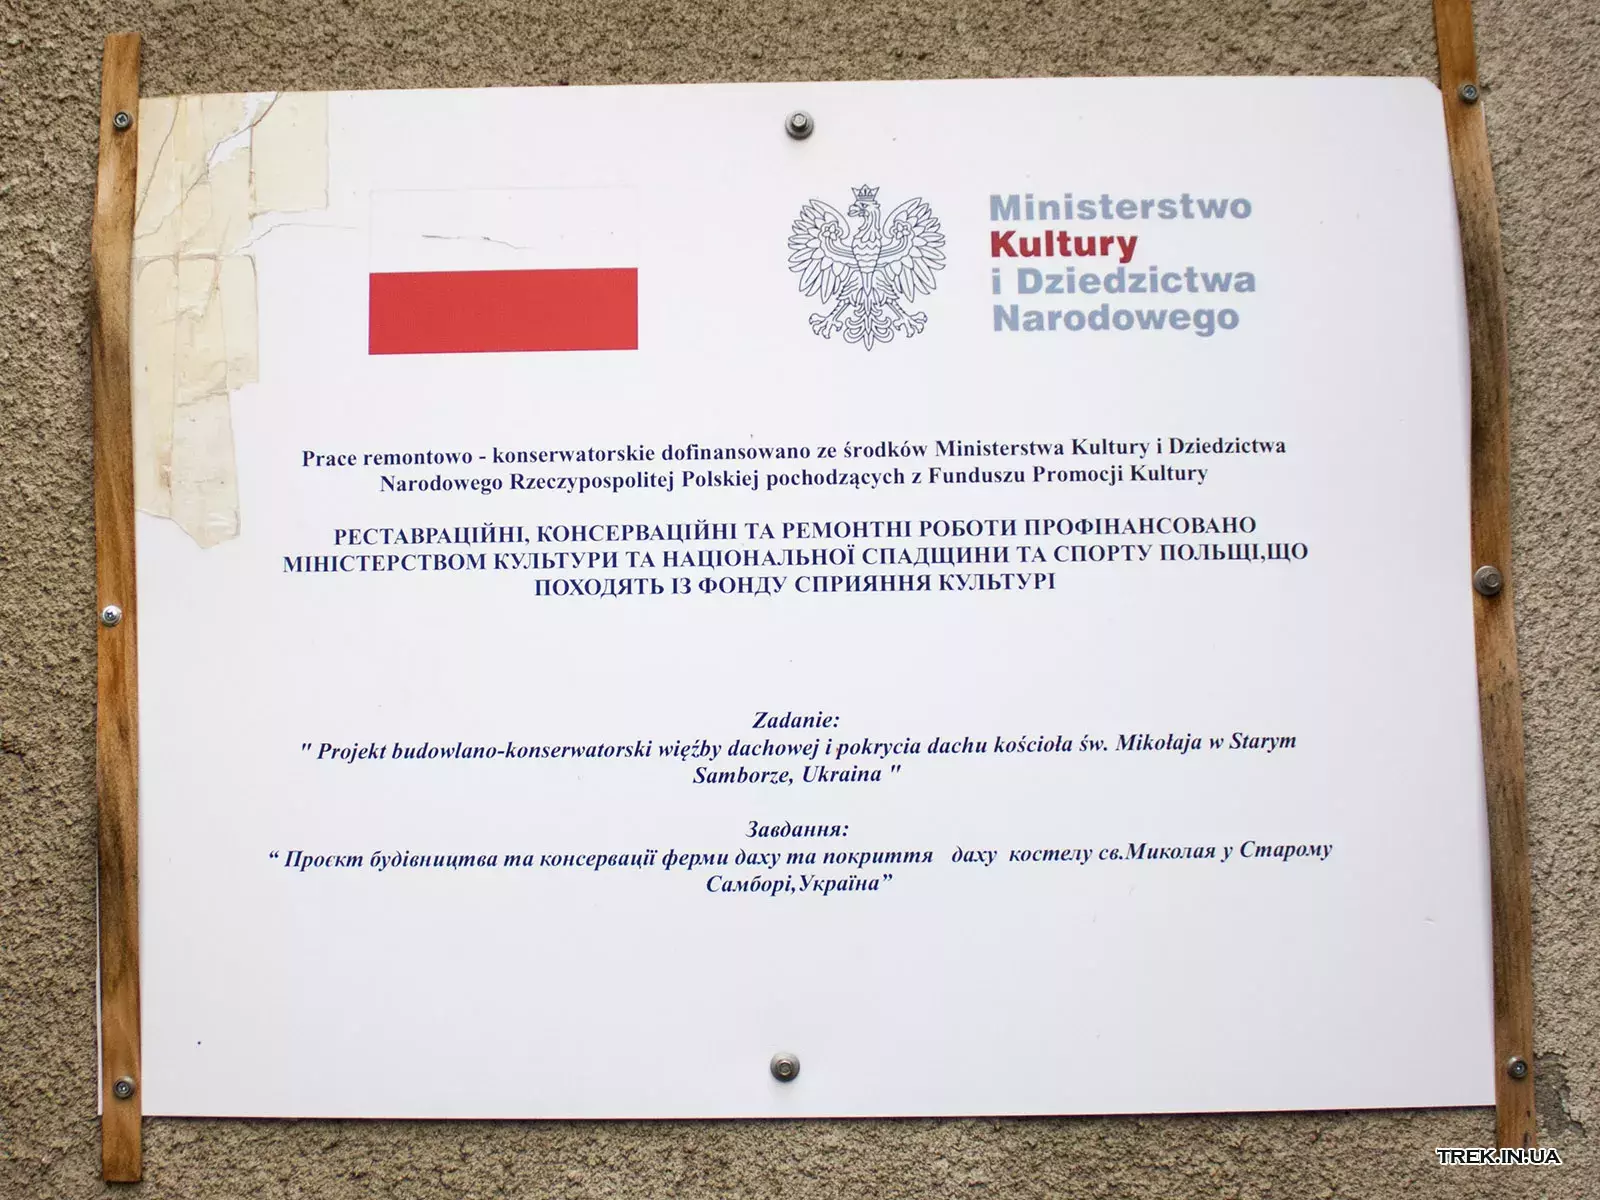 Ministerstwo
Kultury
i Dziedzictwa
Narodowego
Prace remontowo - konserwatorskie dofinansowano ze środków Ministerstwa Kultury i Dziedzictwa
Narodowego Rzeczypospolitej Polskiej pochodzących z Funduszu Promocji Kultury
РЕСТАВРАЦІЙНІ, КОНСЕРВАЦІЙНІ ТА РЕМОНТНІ РОБОТИ ПРОФІНАНСОВАНО
МІНІСТЕРСТВОМ КУЛЬТУРИ ТА НАЦІОНАЛЬНОЇ СПАДЩИНИ ТА СПОРТУ ПОЛЬЩІ,ЩО
ПОХОДЯТЬ ІЗ ФОНДУ СПРИЯННЯ КУЛЬТУРІ
Zadanie:
" Projekt budowlano-konserwatorski więźby dachowej i pokrycia dachu kościoła św. Mikołaja w Starym
Samborze, Ukraina "
Завдання:
“ Проєкт будівництва та консервації ферми даху та покриття даху костелу св.Миколая у Старому
Самборі,Україна”
TREK.IN.UA